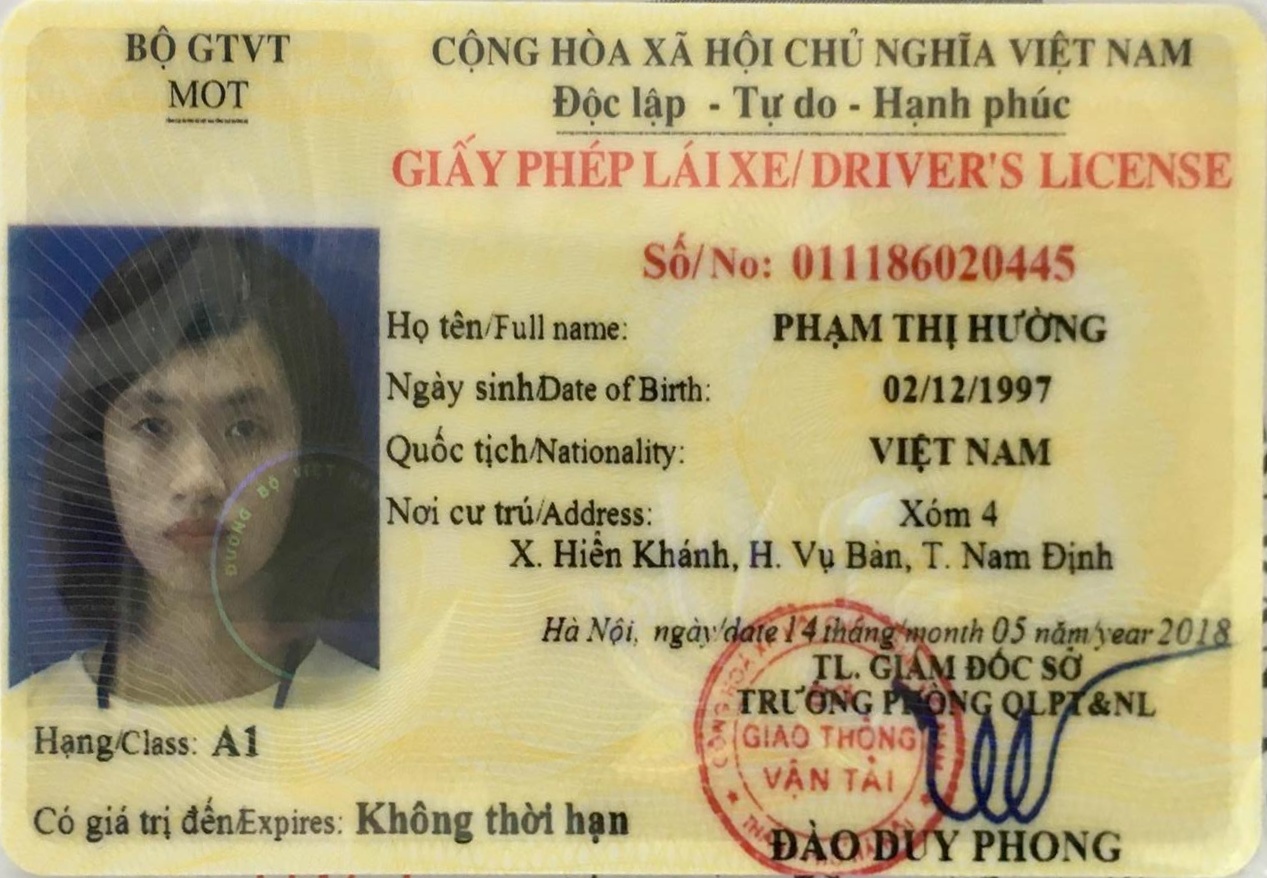 BỘ GTVT
MOT
CỘNG HÒA XÃ HỘI CHỦ NGHĨA VIỆT NAM
Độc lập - Tự do - Hạnh phúc
GIẤY PHÉP LÁI XE/ DRIVER'S LICENSE
Số/No: 011186020445
Họ tên/Full name: PHẠM THỊ HƯỜNG
Ngày sinh/Date of Birth: 02/12/1997
Quốc tịch/Nationality: VIỆT NAM
Nơi cư trú/Address: Xóm 4
X. Hiển Khánh, H. Vụ Bản, T. Nam Định
Hà Nội, ngày/date 14 tháng/month 05 năm/year 2018
TL. GIÁM ĐỐC SỞ
TRƯỞNG PHÒNG QLPT&NL
GIAO THÔNG
VẬN TẢI
ĐÀO DUY PHONG
Hạng/Class: A1
Có giá trị đến/Expires: Không thời hạn
ĐƯỜNG BỘ VIỆT NAM